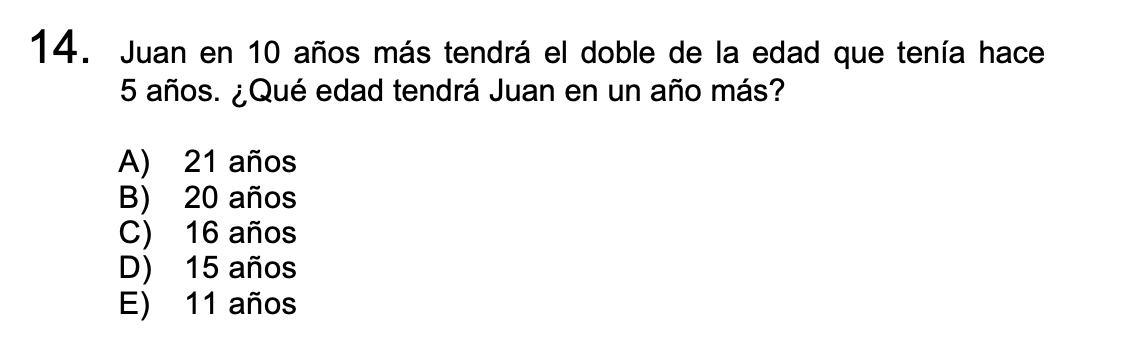 14. Juan en 10 años más tendrá el doble de la edad que tenía hace
5 años. ¿Qué edad tendrá Juan en un año más?
A) 21 años
B) 20 años
C) 16 años
D) 15 años
E) 11 años